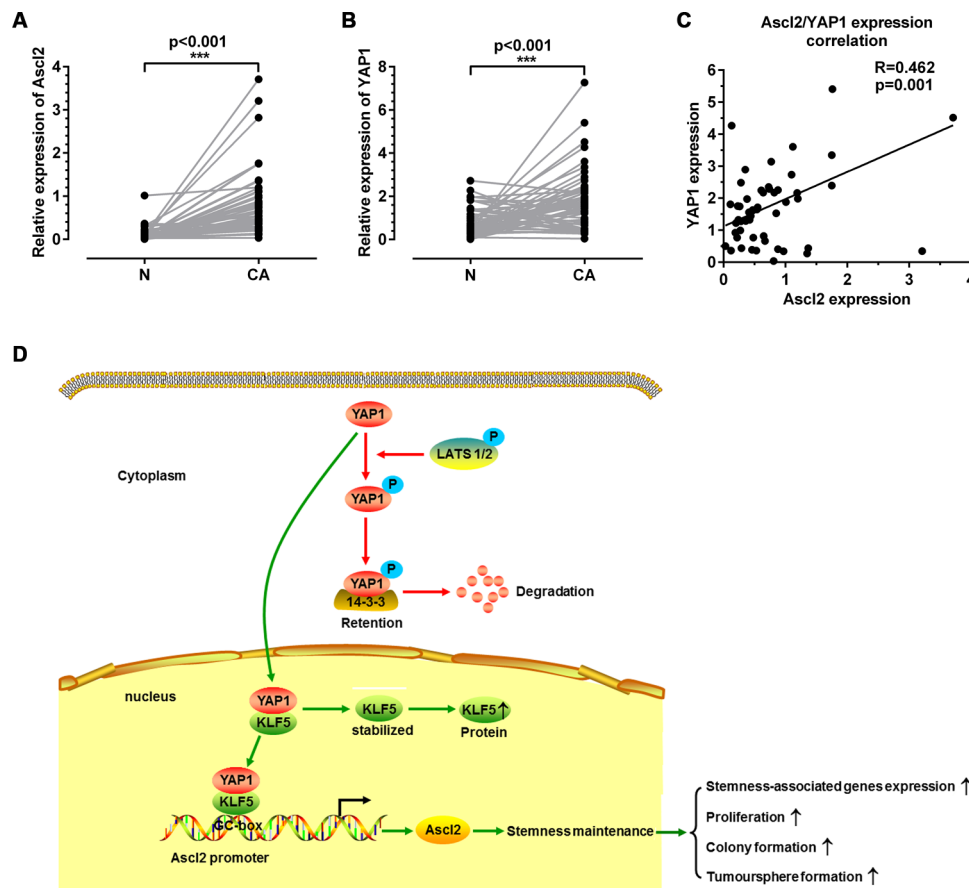 A
p<0.001
***
Relative expression of Ascl2
4
3
2
1
0
N
CA
B
p<0.001
***
Relative expression of YAP1
8
6
4
2
0
N
CA
C
Ascl2/YAP1 expression
correlation
R=0.462
p=0.001
YAP1 expression
6
5
4
3
2
1
0
0
1
2
3
4
Ascl2 expression
D
YAP1
P
LATS 1/2
Cytoplasm
P
YAP1
P
YAP1
14-3-3
Retention
Degradation
nucleus
YAP1
KLF5
KLF5
stabilized
KLF5↑
Protein
YAP1
KLF5
GC-box
Ascl2 promoter
Ascl2
Stemness maintenance
Stemness-associated genes expression ↑
Proliferation ↑
Colony formation ↑
Tumoursphere formation ↑